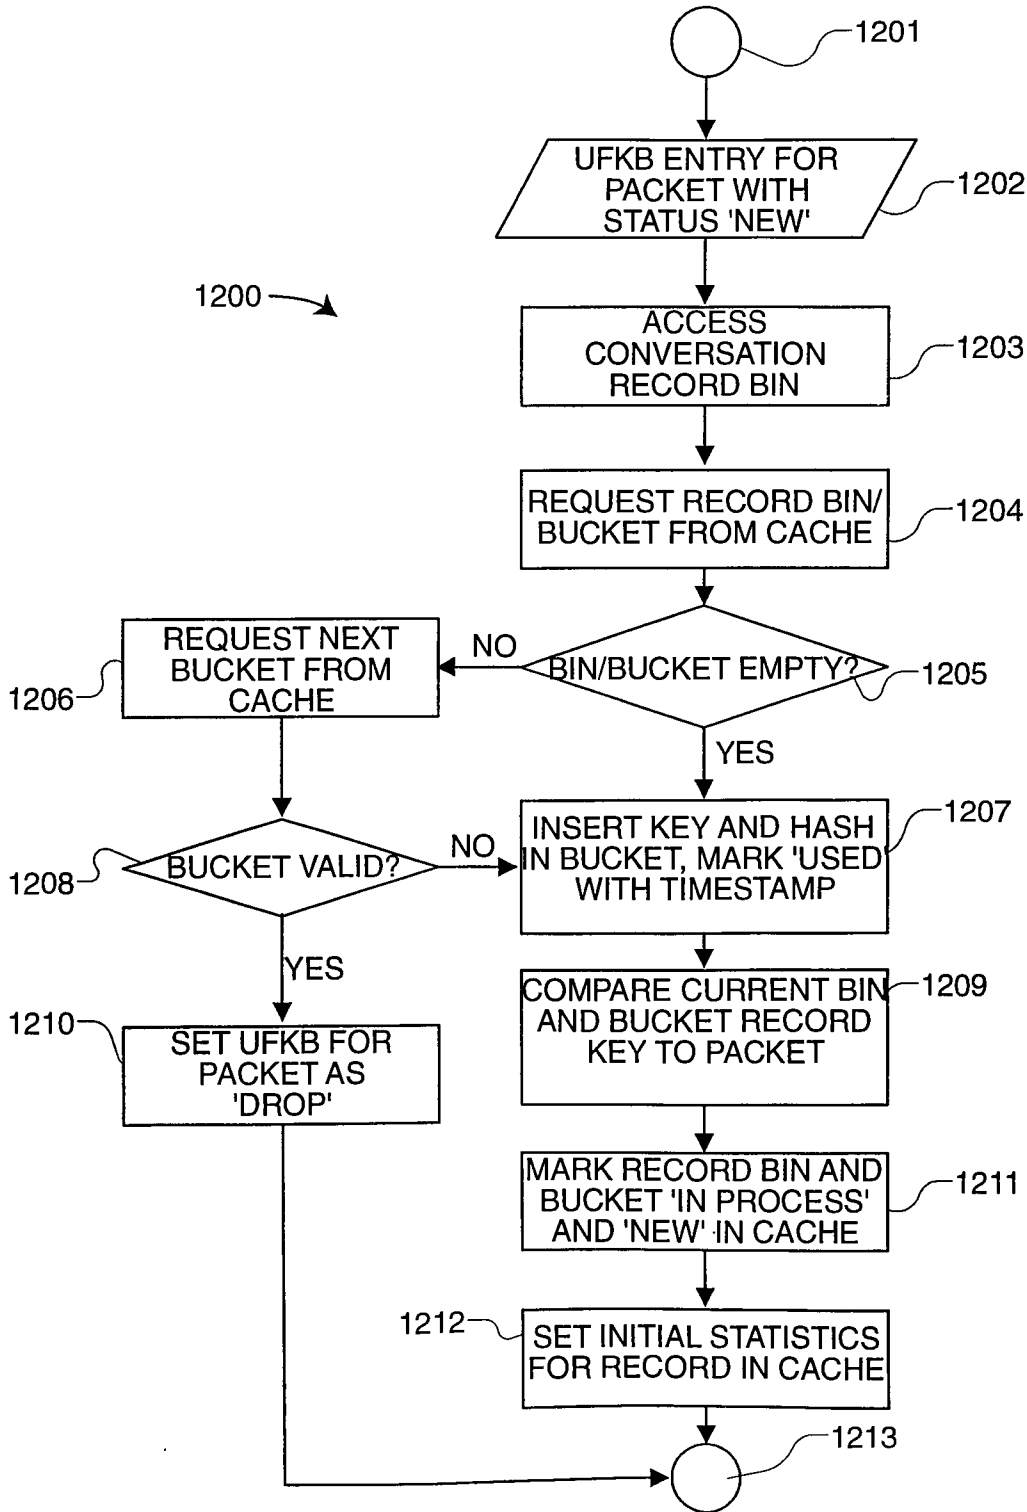 1201
UFKB ENTRY FOR
PACKET WITH
STATUS 'NEW'
1202
1200
ACCESS
CONVERSATION
RECORD BIN
1203
REQUEST RECORD BIN/
BUCKET FROM CACHE
1204
REQUEST NEXT
BUCKET FROM
CACHE
1206
NO
BIN/BUCKET EMPTY?
1205
YES
INSERT KEY AND HASH
IN BUCKET, MARK 'USED'
WITH TIMESTAMP
1207
BUCKET VALID?
1208
NO
YES
COMPARE CURRENT BIN
AND BUCKET RECORD
KEY TO PACKET
1209
1210
SET UFKB FOR
PACKET AS
'DROP'
MARK RECORD BIN AND
BUCKET 'IN PROCESS'
AND 'NEW' IN CACHE
1211
1212
SET INITIAL STATISTICS
FOR RECORD IN CACHE
1213